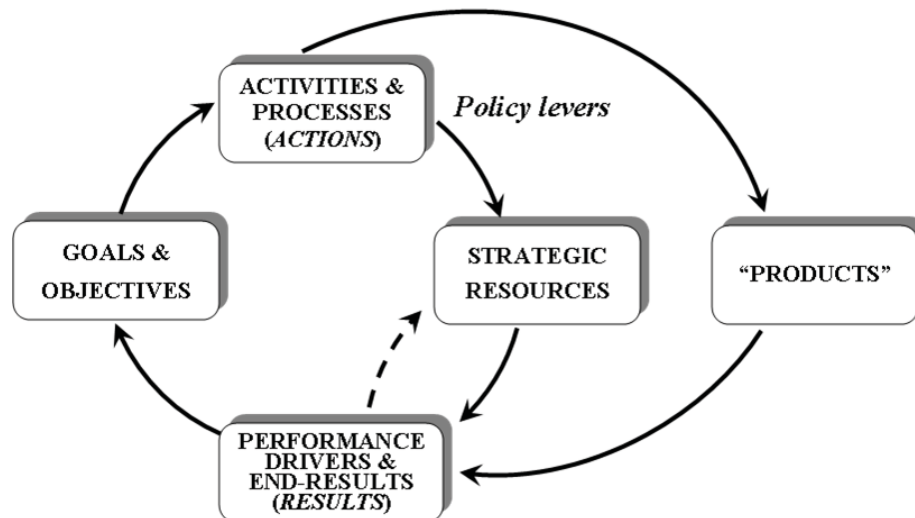 ACTIVITIES &
PROCESSES
(ACTIONS)
Policy levers
GOALS &
OBJECTIVES
STRATEGIC
RESOURCES
“PRODUCTS”
PERFORMANCE
DRIVERS &
END-RESULTS
(RESULTS)